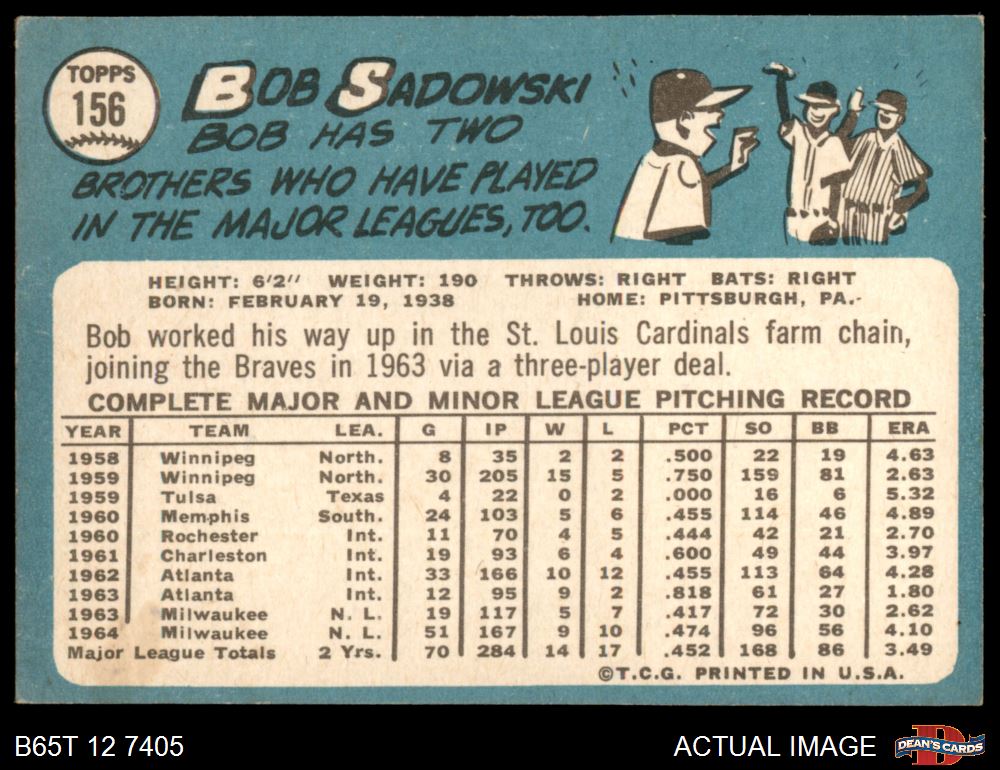 TOPPS
156
BOB SADOWSKI
BOB HAS TWO
BROTHERS WHO HAVE PLAYED
IN THE MAJOR LEAGUES, TOO.
HEIGHT: 6'2" WEIGHT: 190 THROWS: RIGHT BATS: RIGHT
BORN: FEBRUARY 19, 1938 HOME: PITTSBURGH, PA.
Bob worked his way up in the St. Louis Cardinals farm chain,
joining the Braves in 1963 via a three-player deal.
COMPLETE MAJOR AND MINOR LEAGUE PITCHING RECORD
YEAR TEAM LEA. G IP W L PCT SO BB ERA
1958 Winnipeg North. 8 35 2 2 .500 22 19 4.63
1959 Winnipeg North. 30 205 15 5 .750 159 81 2.63
1959 Tulsa Texas 4 22 0 2 .000 16 6 5.32
1960 Memphis South. 24 103 5 6 .455 114 46 4.89
1960 Rochester Int. 11 70 4 5 .444 42 21 2.70
1961 Charleston Int. 19 93 6 4 .600 49 44 3.97
1962 Atlanta Int. 33 166 10 12 .455 113 64 4.28
1963 Atlanta Int. 12 95 9 2 .818 61 27 1.80
1963 Milwaukee N. L. 19 117 5 7 .417 72 30 2.62
1964 Milwaukee N. L. 51 167 9 10 .474 96 56 4.10
Major League Totals 2 Yrs. 70 284 14 17 .452 168 86 3.49
©T.C.G. PRINTED IN U.S.A.
B65T 12 7405 ACTUAL IMAGE
D
DEAN'S CARDS